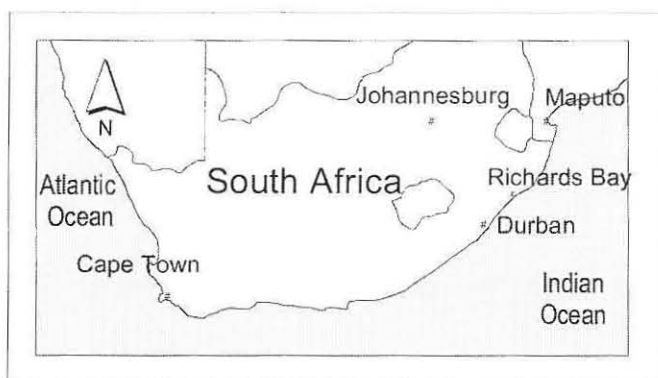 Johannesburg
Maputo
N
South Africa
Atlantic
Ocean
Richards Bay
Durban
Cape Town
Indian
Ocean